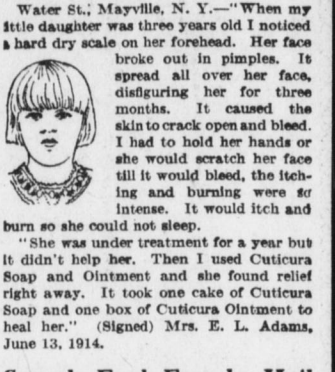 Water St., Mayville, N. Y.—"When my
little daughter was three years old I noticed
a hard dry scale on her forehead. Her face
broke out in pimples. It
spread all over her face,
disfiguring her for three
months. It caused the
skin to crack open and bleed.
I had to hold her hands or
she would scratch her face
till it would bleed, the itch-
ing and burning were so
intense. It would itch and
burn so she could not sleep.
"She was under treatment for a year but
it didn't help her. Then I used Cuticura
Soap and Ointment and she found relief
right away. It took one cake of Cuticura
Soap and one box of Cuticura Ointment to
heal her." (Signed) Mrs. E. L. Adams,
June 13, 1914.